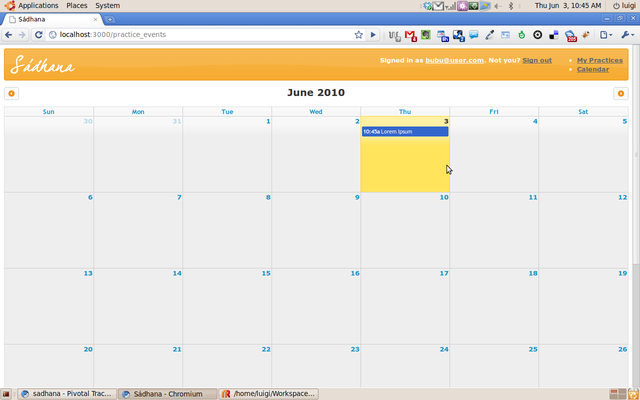 Applications Places System
Thu Jun 3, 10:45 AM
luigi
Sádhana
localhost:3000/practice_events
Sádhana
Signed in as bubu@user.com. Not you? Sign out
My Practices
Calendar
June 2010
Sun Mon Tue Wed Thu Fri Sat
30 31 1 2 3 4 5
10:45a Lorem Ipsum
6 7 8 9 10 11 12
13 14 15 16 17 18 19
20 21 22 23 24 25 26
sadhana - Pivotal Trac...
Sádhana - Chromium
/home/luigi/Workspace...